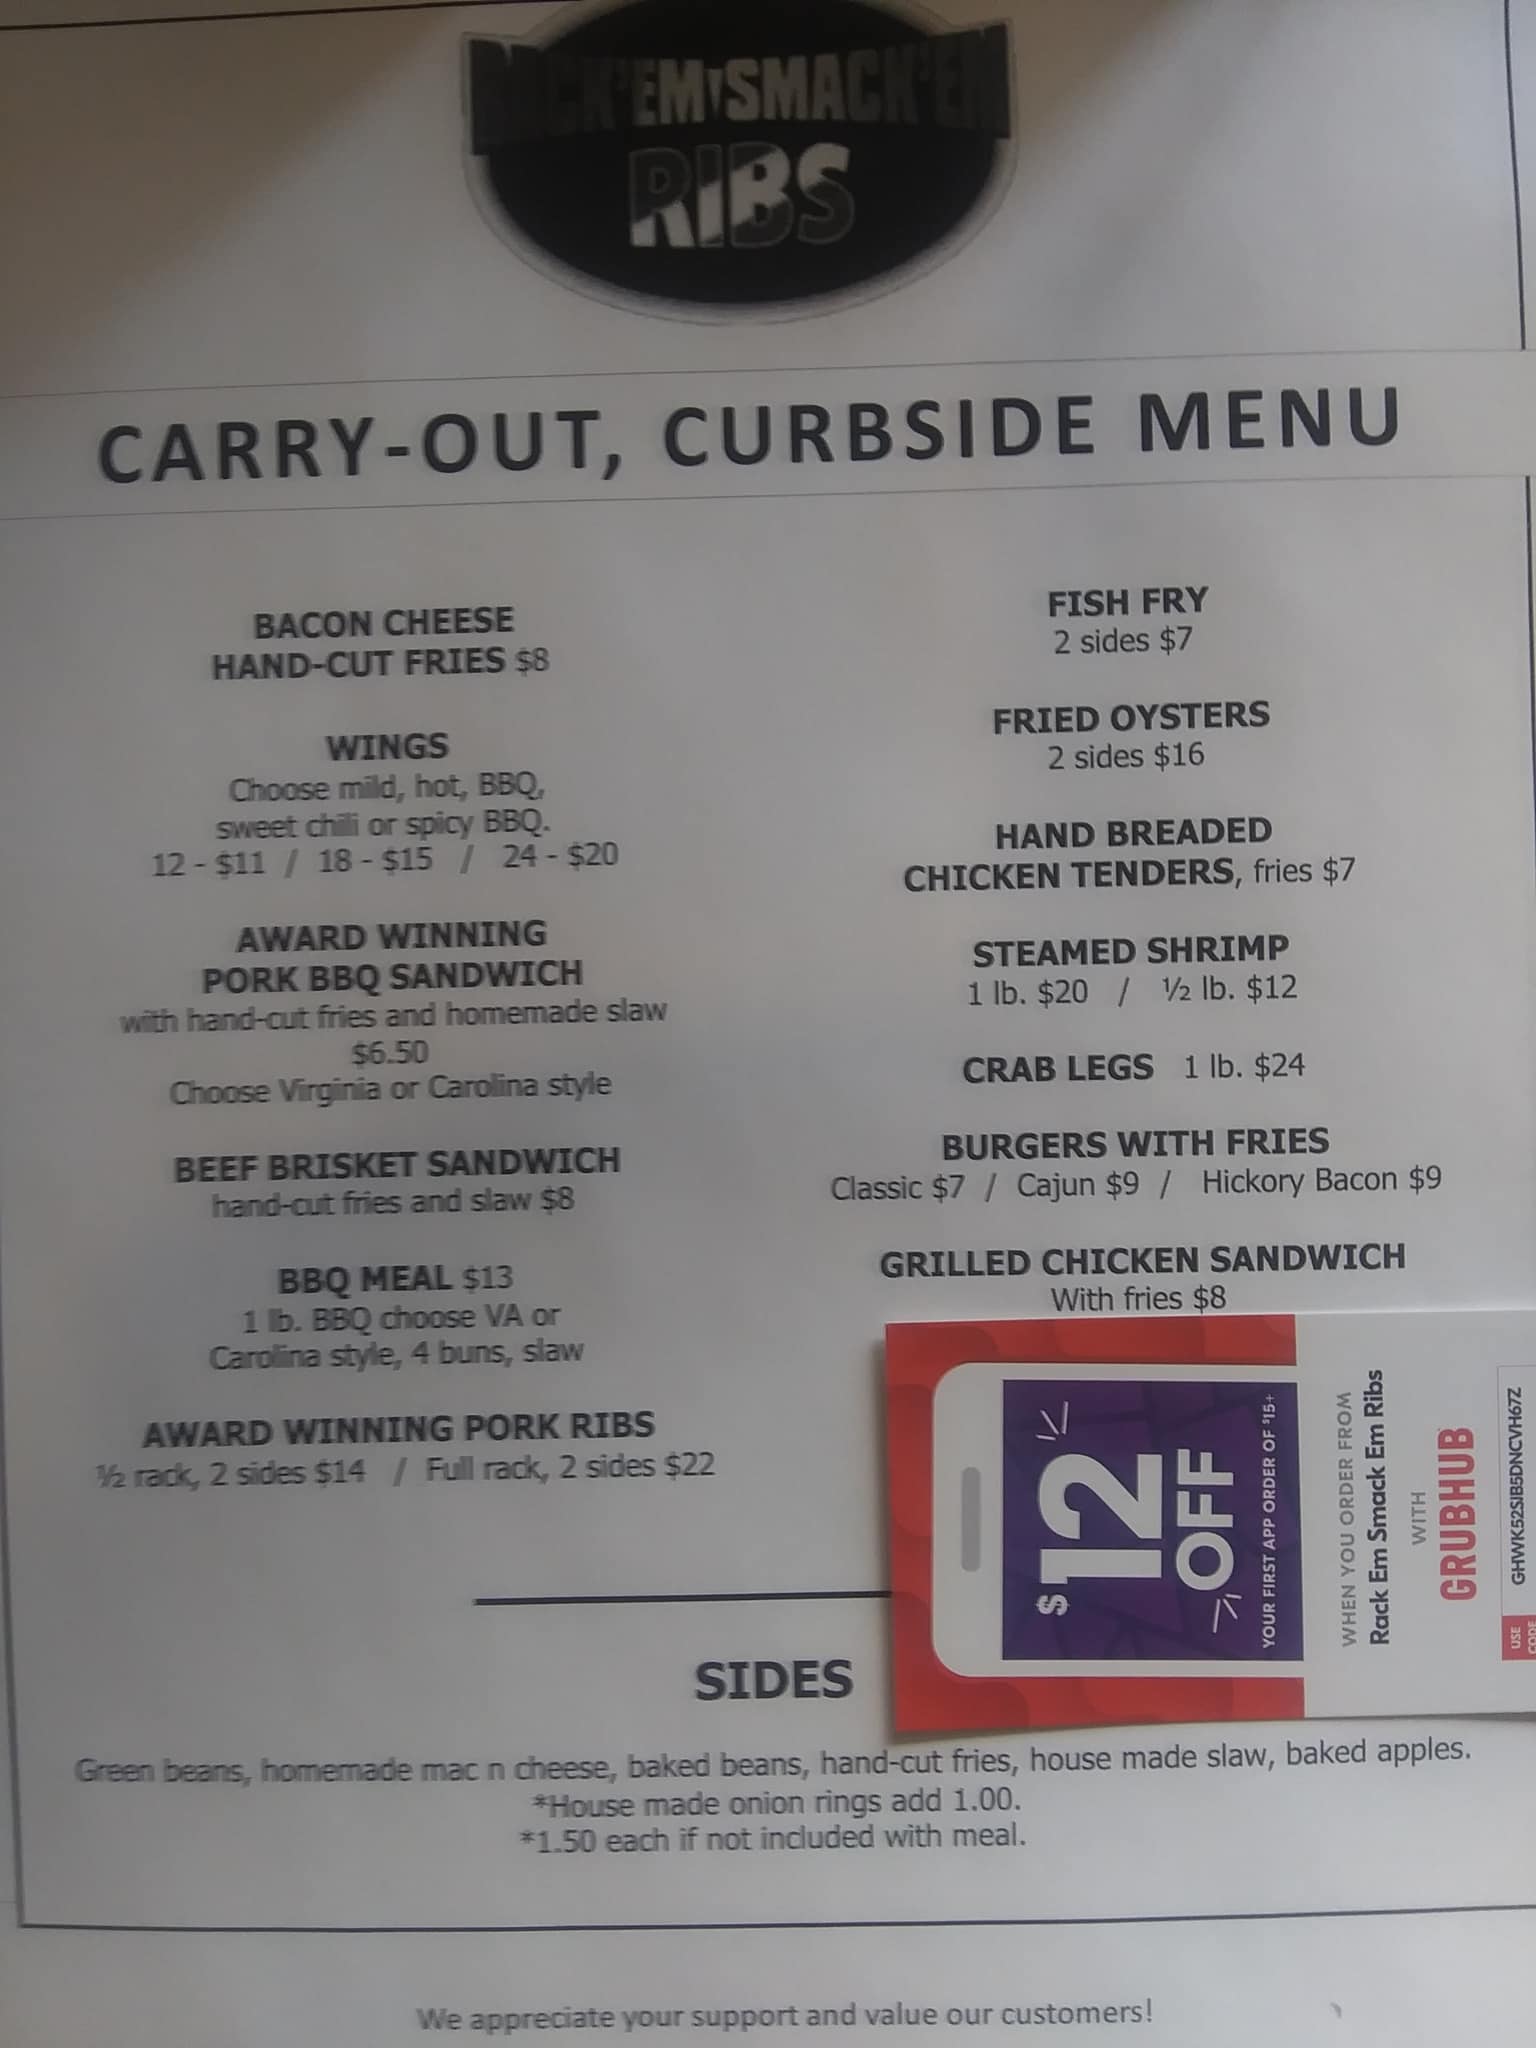 RACK'EM SMACK'EM
RIBS
CARRY-OUT, CURBSIDE MENU
BACON CHEESE
HAND-CUT FRIES $8
WINGS
Choose mild, hot, BBQ,
sweet chili or spicy BBQ.
12 - $11 / 18 - $15 / 24 - $20
AWARD WINNING
PORK BBQ SANDWICH
with hand-cut fries and homemade slaw
$6.50
Choose Virginia or Carolina style
BEEF BRISKET SANDWICH
hand-cut fries and slaw $8
BBQ MEAL $13
1 lb. BBQ choose VA or
Carolina style, 4 buns, slaw
AWARD WINNING PORK RIBS
½ rack, 2 sides $14 / Full rack, 2 sides $22
FISH FRY
2 sides $7
FRIED OYSTERS
2 sides $16
HAND BREADED
CHICKEN TENDERS, fries $7
STEAMED SHRIMP
1 lb. $20 / ½ lb. $12
CRAB LEGS 1 lb. $24
BURGERS WITH FRIES
Classic $7 / Cajun $9 / Hickory Bacon $9
GRILLED CHICKEN SANDWICH
With fries $8
$12
OFF
YOUR FIRST APP ORDER OF $15+
WHEN YOU ORDER FROM
Rack Em Smack Em Ribs
WITH
GRUBHUB
USE
CODE
GHWK52SIB5DNCVH67Z
SIDES
Green beans, homemade mac n cheese, baked beans, hand-cut fries, house made slaw, baked apples.
*House made onion rings add 1.00.
*1.50 each if not included with meal.
We appreciate your support and value our customers!